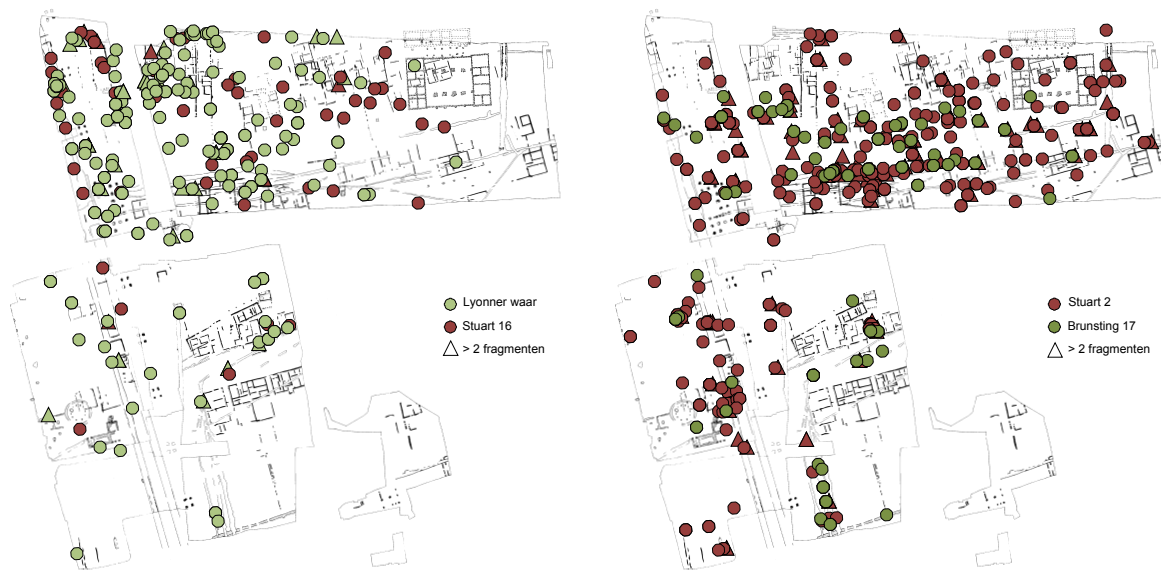 Lyonner waar
Stuart 16
> 2 fragmenten
Stuart 2
Brunsting 17
> 2 fragmenten